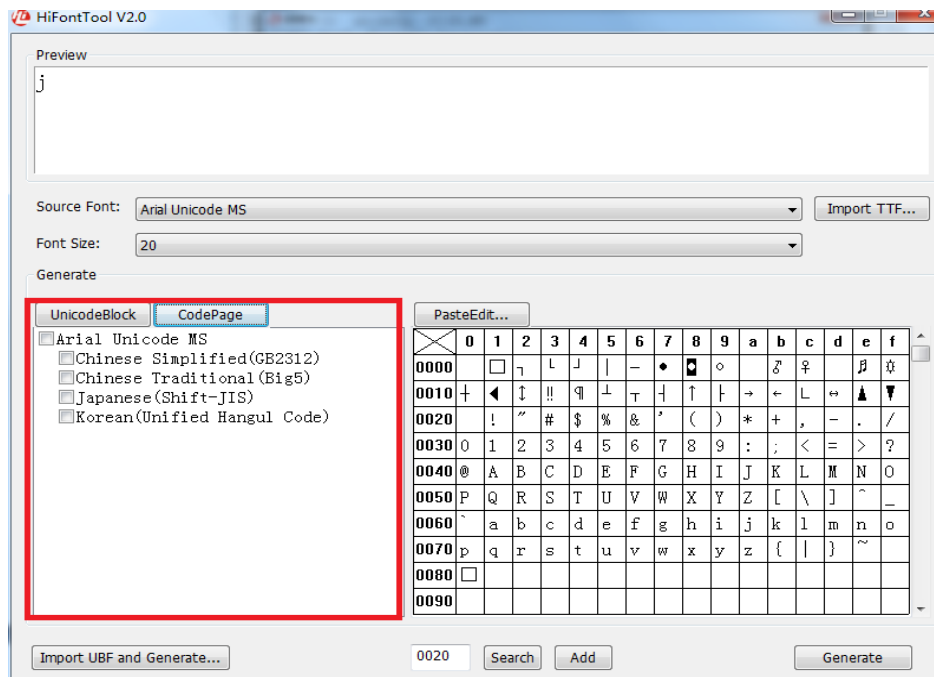 HiFontTool V2.0
Preview
j
Source Font: Arial Unicode MS Import TTF...
Font Size: 20
Generate
UnicodeBlock CodePage PasteEdit...
Arial Unicode MS
Chinese Simplified(GB2312)
Chinese Traditional(Big5)
Japanese(Shift-JIS)
Korean(Unified Hangul Code)
0 1 2 3 4 5 6 7 8 9 a b c d e f
0000 □ ┐ └ ┘ │ ─ • ◘ ○ ♂ ♀ ♫ ☼
0010 ┼ ◄ ↕ ‼ ¶ ┴ ┬ ┤ ↑ ├ → ← ∟ ↔ ▲ ▼
0020 ! " # $ % & ' ( ) * + , - . /
0030 0 1 2 3 4 5 6 7 8 9 : ; < = > ?
0040 @ A B C D E F G H I J K L M N O
0050 P Q R S T U V W X Y Z [ \ ] ^ _
0060 ` a b c d e f g h i j k l m n o
0070 p q r s t u v w x y z { | } ~
0080 □
0090
Import UBF and Generate... 0020 Search Add Generate